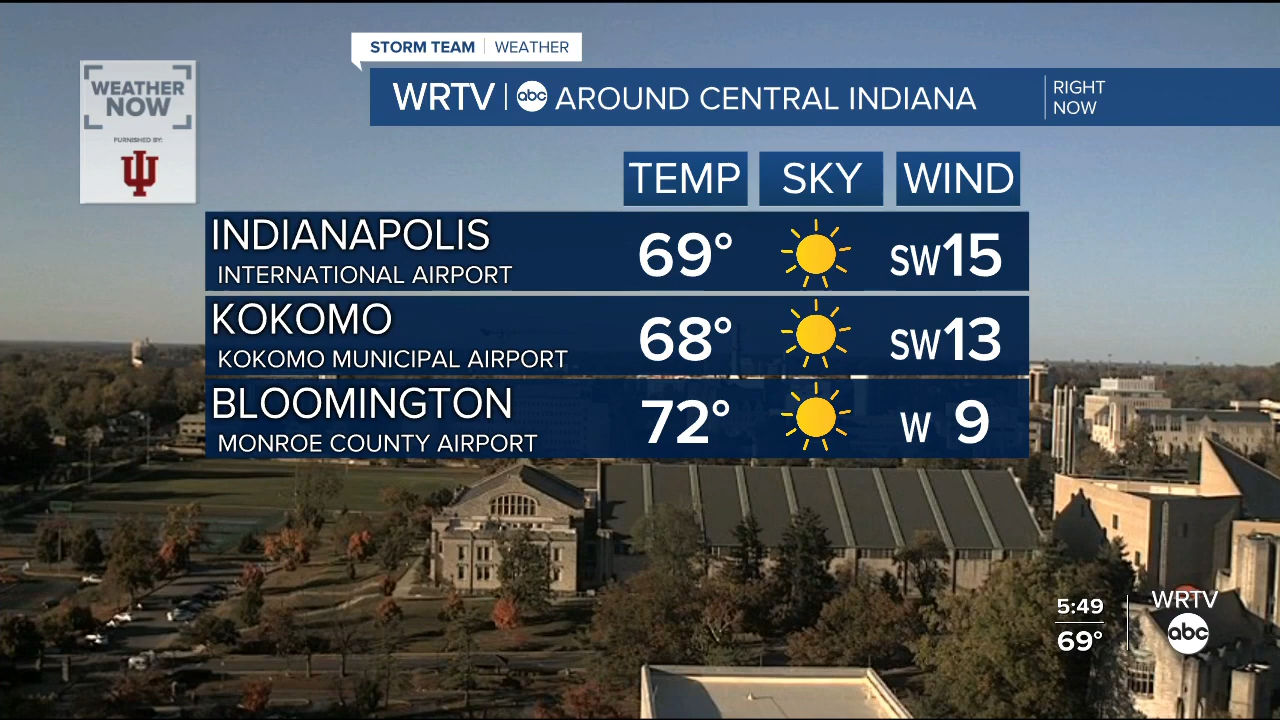 STORM TEAM | WEATHER
WEATHER
NOW
FURNISHED BY:
WRTV | abc AROUND CENTRAL INDIANA
RIGHT
NOW
TEMP SKY WIND
INDIANAPOLIS 69° SW15
INTERNATIONAL AIRPORT
KOKOMO 68° SW13
KOKOMO MUNICIPAL AIRPORT
BLOOMINGTON 72° W 9
MONROE COUNTY AIRPORT
5:49
69°
WRTV
abc